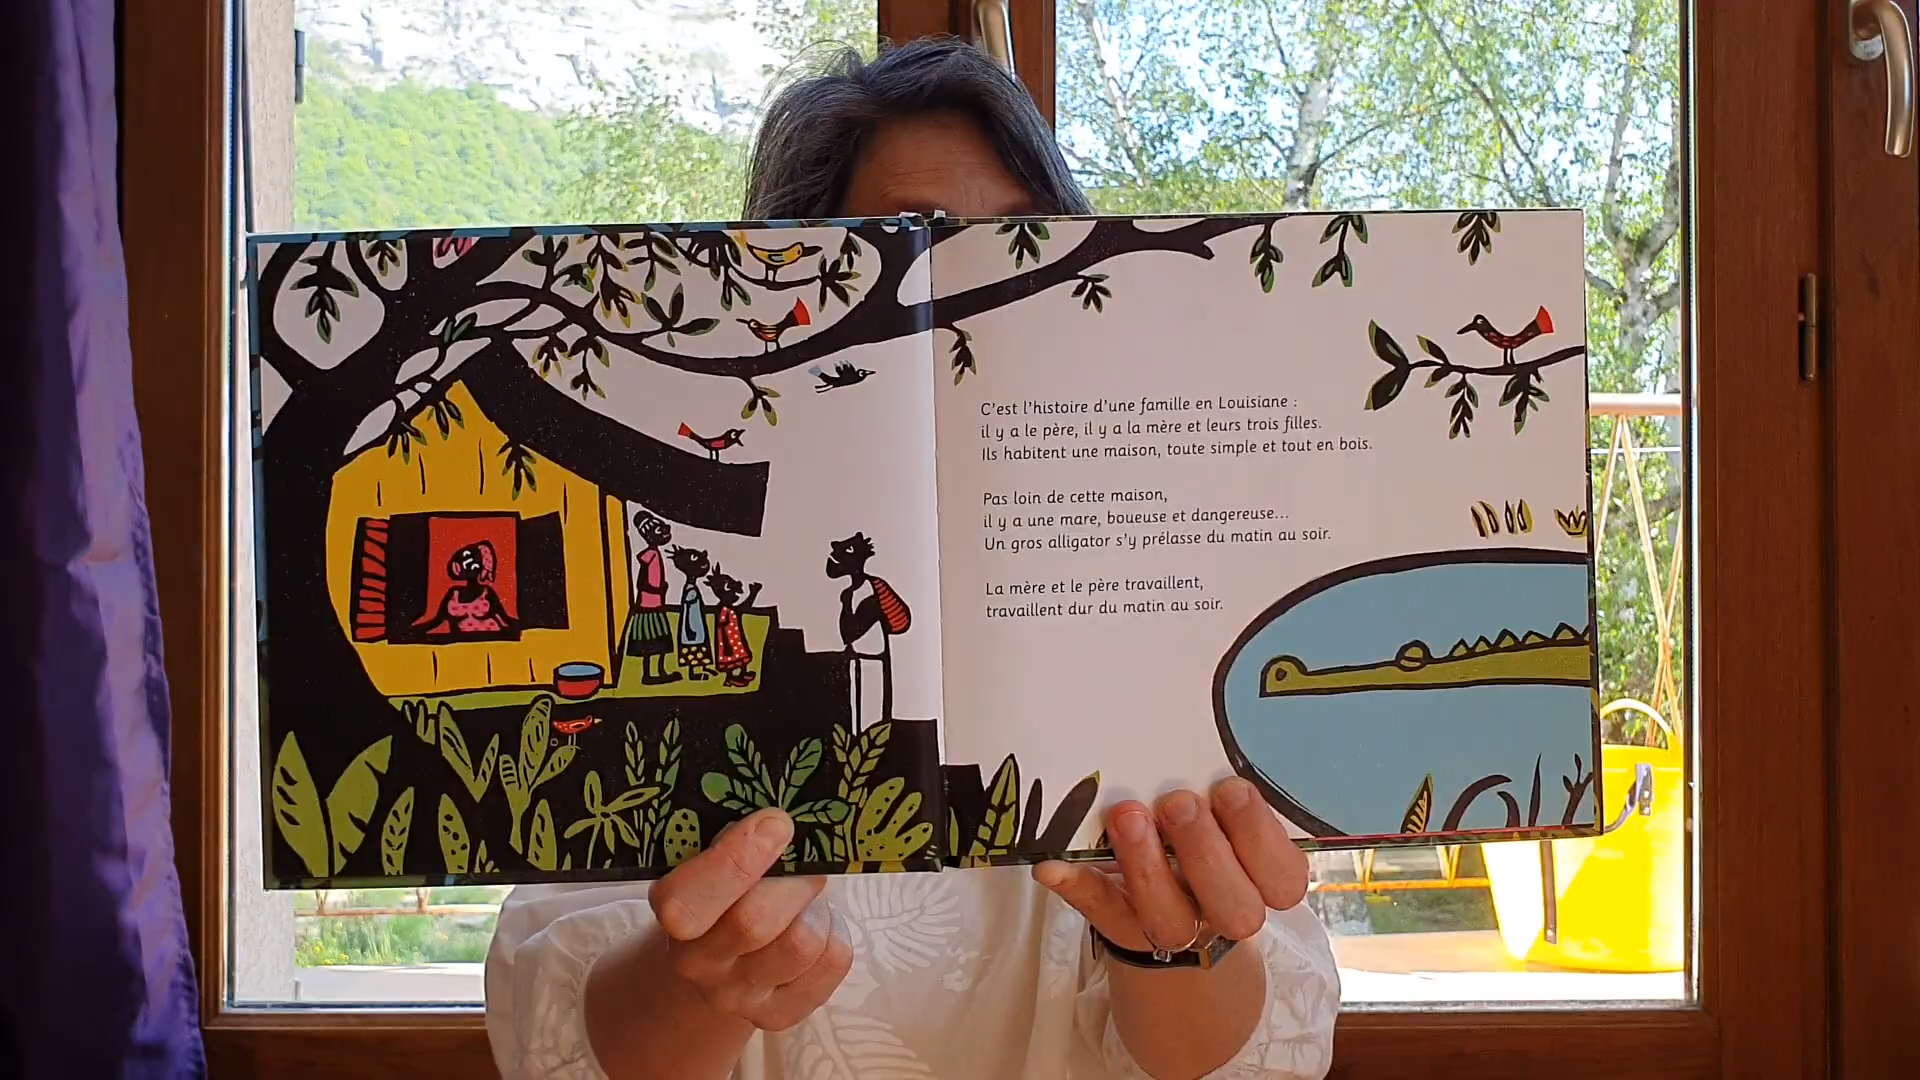 C'est l'histoire d'une famille en Louisiane :
il y a le père, il y a la mère et leurs trois filles.
Ils habitent une maison, toute simple et tout en bois.
Pas loin de cette maison,
il y a une mare, boueuse et dangereuse...
Un gros alligator s'y prélasse du matin au soir.
La mère et le père travaillent,
travaillent dur du matin au soir.